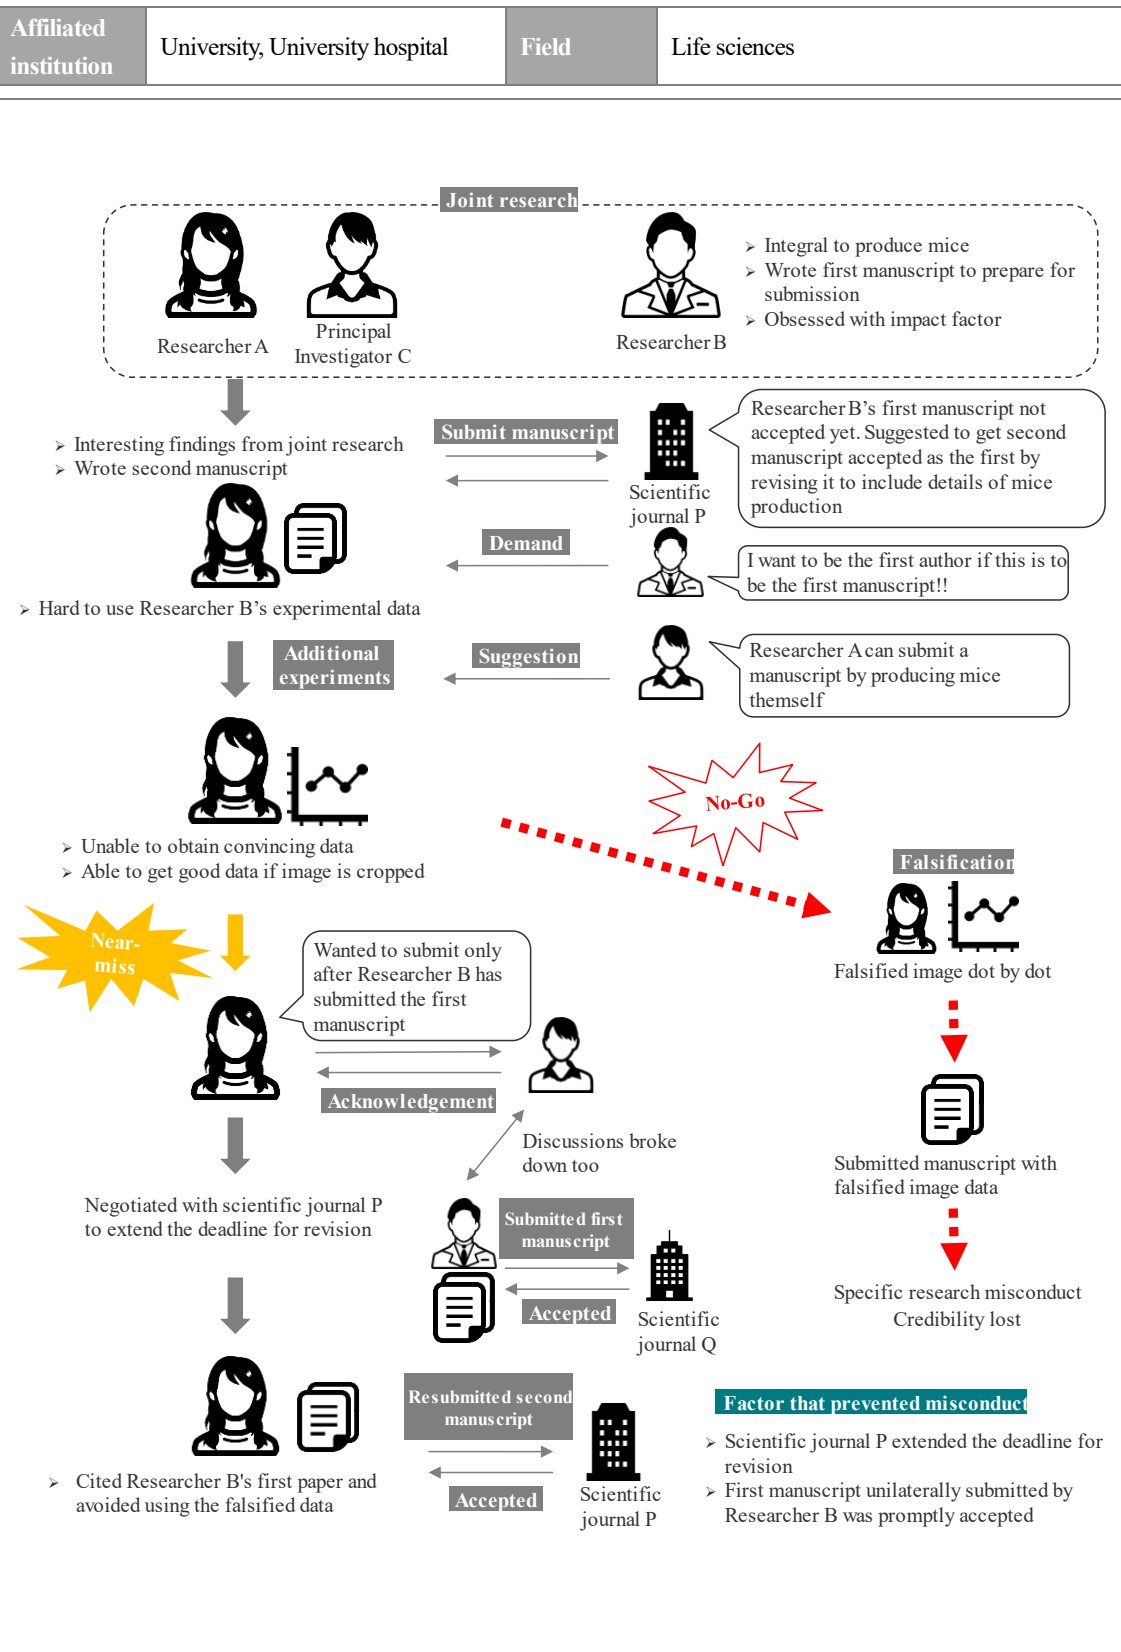 Affiliated
institution
University, University hospital
Field
Life sciences
Joint research
Researcher A
Principal
Investigator C
Researcher B
➢ Integral to produce mice
➢ Wrote first manuscript to prepare for
submission
➢ Obsessed with impact factor
➢ Interesting findings from joint research
➢ Wrote second manuscript
Submit manuscript
Scientific
journal P
Researcher B's first manuscript not
accepted yet. Suggested to get second
manuscript accepted as the first by
revising it to include details of mice
production
Demand
I want to be the first author if this is to
be the first manuscript!!
➢ Hard to use Researcher B's experimental data
Additional
experiments
Suggestion
Researcher A can submit a
manuscript by producing mice
themself
No-Go
➢ Unable to obtain convincing data
➢ Able to get good data if image is cropped
Falsification
Falsified image dot by dot
Near-
miss
Wanted to submit only
after Researcher B has
submitted the first
manuscript
Acknowledgement
Discussions broke
down too
Submitted manuscript with
falsified image data
Negotiated with scientific journal P
to extend the deadline for revision
Submitted first
manuscript
Accepted
Scientific
journal Q
Specific research misconduct
Credibility lost
Resubmitted second
manuscript
Accepted
Scientific
journal P
➢ Cited Researcher B's first paper and
avoided using the falsified data
Factor that prevented misconduct
➢ Scientific journal P extended the deadline for
revision
➢ First manuscript unilaterally submitted by
Researcher B was promptly accepted